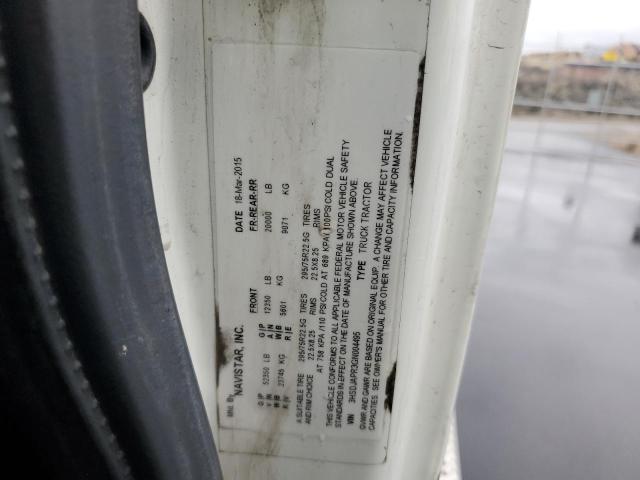 Mfd. By NAVISTAR, INC. DATE 18-Mar-2015
G|P G|P FRONT FR-REAR-RR
V|N 52350 LB A|N 12350 LB 20000 LB
W|B W|W
R|V 23745 KG R|E 5601 KG 9071 KG
A SUITABLE TIRE 295/75R22.5G TIRES 295/75R22.5G TIRES
AND RIM CHOICE 22.5X8.25 RIMS 22.5X8.25 RIMS
AT 758 KPA /110 PSI COLD AT 689 KPA/ 100PSI COLD DUAL
THIS VEHICLE CONFORMS TO ALL APPLICABLE FEDERAL MOTOR VEHICLE SAFETY
STANDARDS IN EFFECT ON THE DATE OF MANUFACTURE SHOWN ABOVE.
VIN 3HSDJAPR3GN004495 TYPE TRUCK TRACTOR
GVWR AND GAWR ARE BASED ON ORIGINAL EQUIP. A CHANGE MAY AFFECT VEHICLE
CAPACITIES. SEE OWNER'S MANUAL FOR OTHER TIRE AND CAPACITY INFORMATION.